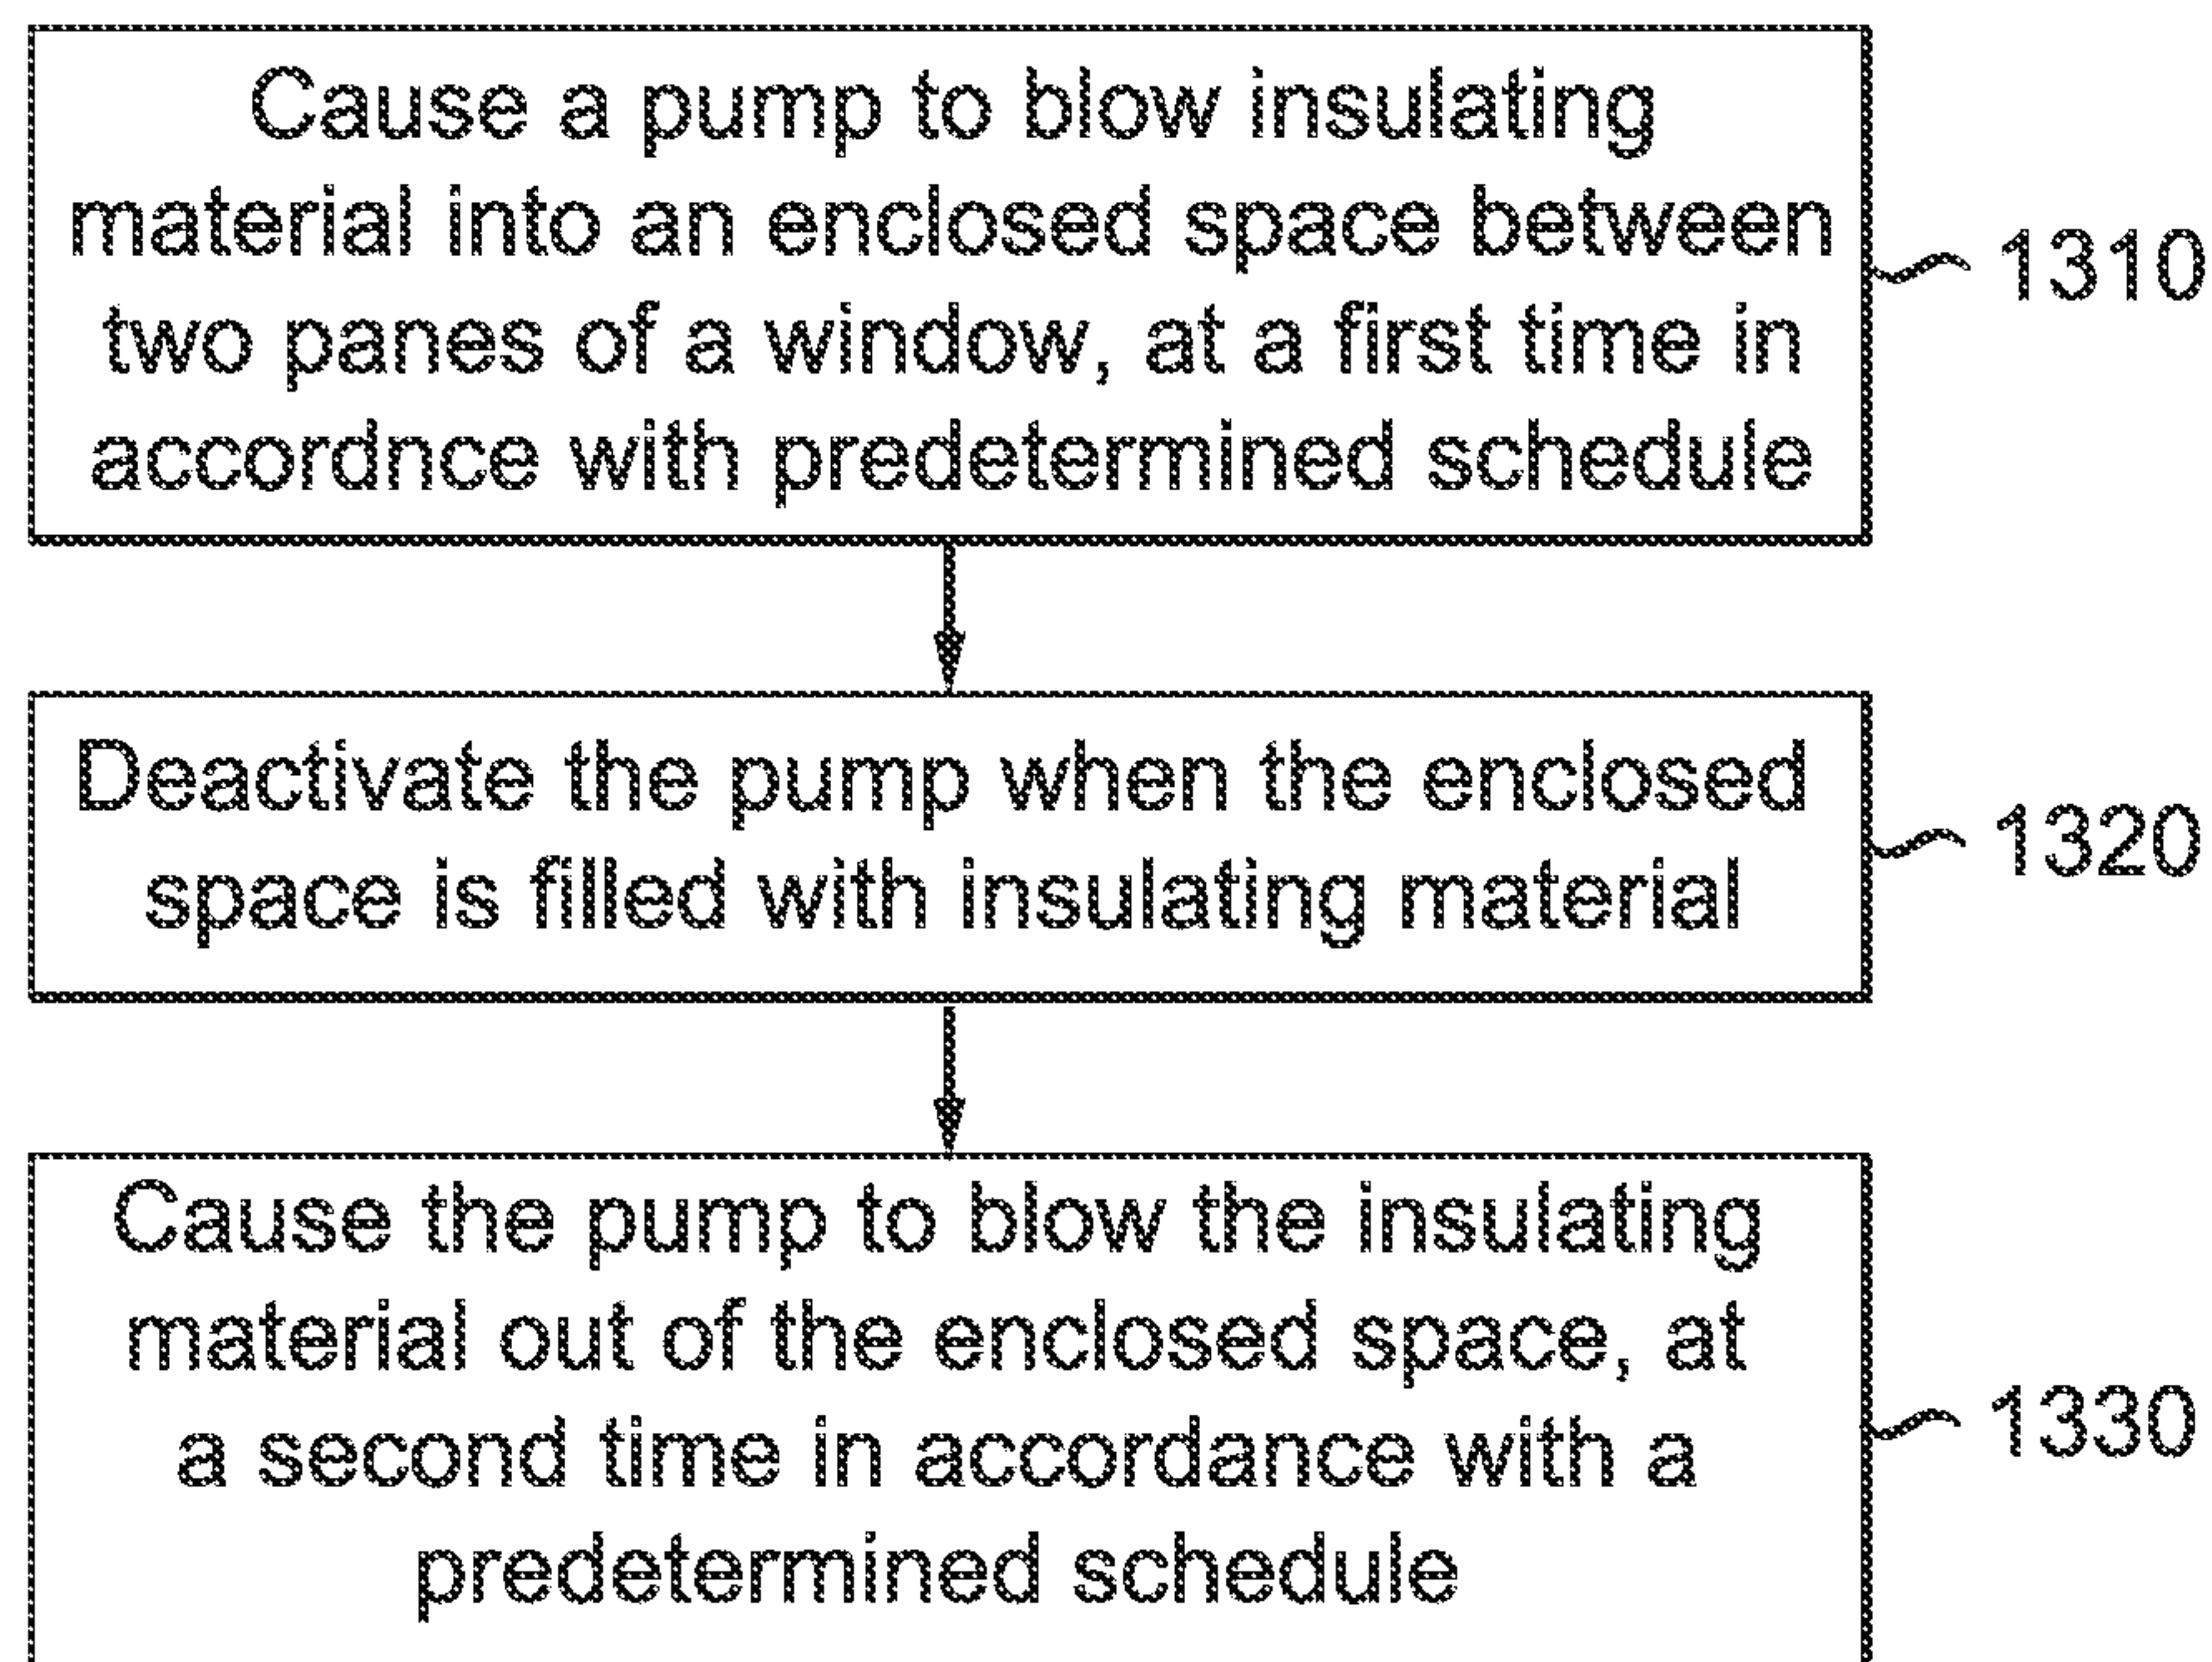 Cause a pump to blow insulating
material into an enclosed space between
two panes of a window, at a first time in
accordnce with predetermined schedule
1310
Deactivate the pump when the enclosed
space is filled with insulating material
1320
Cause the pump to blow the insulating
material out of the enclosed space, at
a second time in accordance with a
predetermined schedule
1330